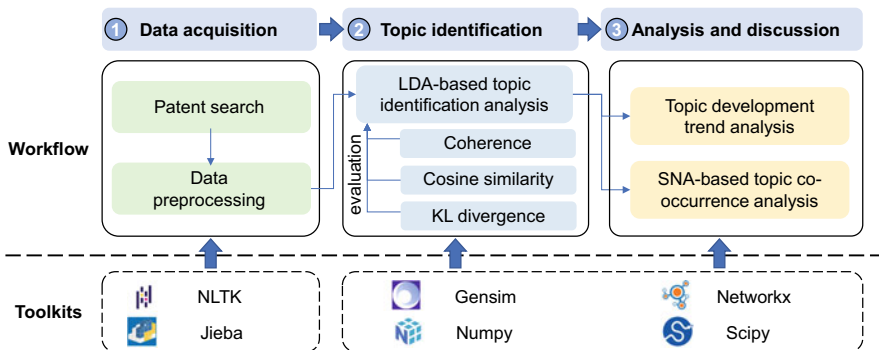 1 Data acquisition
2 Topic identification
3 Analysis and discussion
Workflow
Patent search
Data
preprocessing
LDA-based topic
identification analysis
evaluation
Coherence
Cosine similarity
KL divergence
Topic development
trend analysis
SNA-based topic co-
occurrence analysis
Toolkits
NLTK
Jieba
Gensim
Numpy
Networkx
Scipy